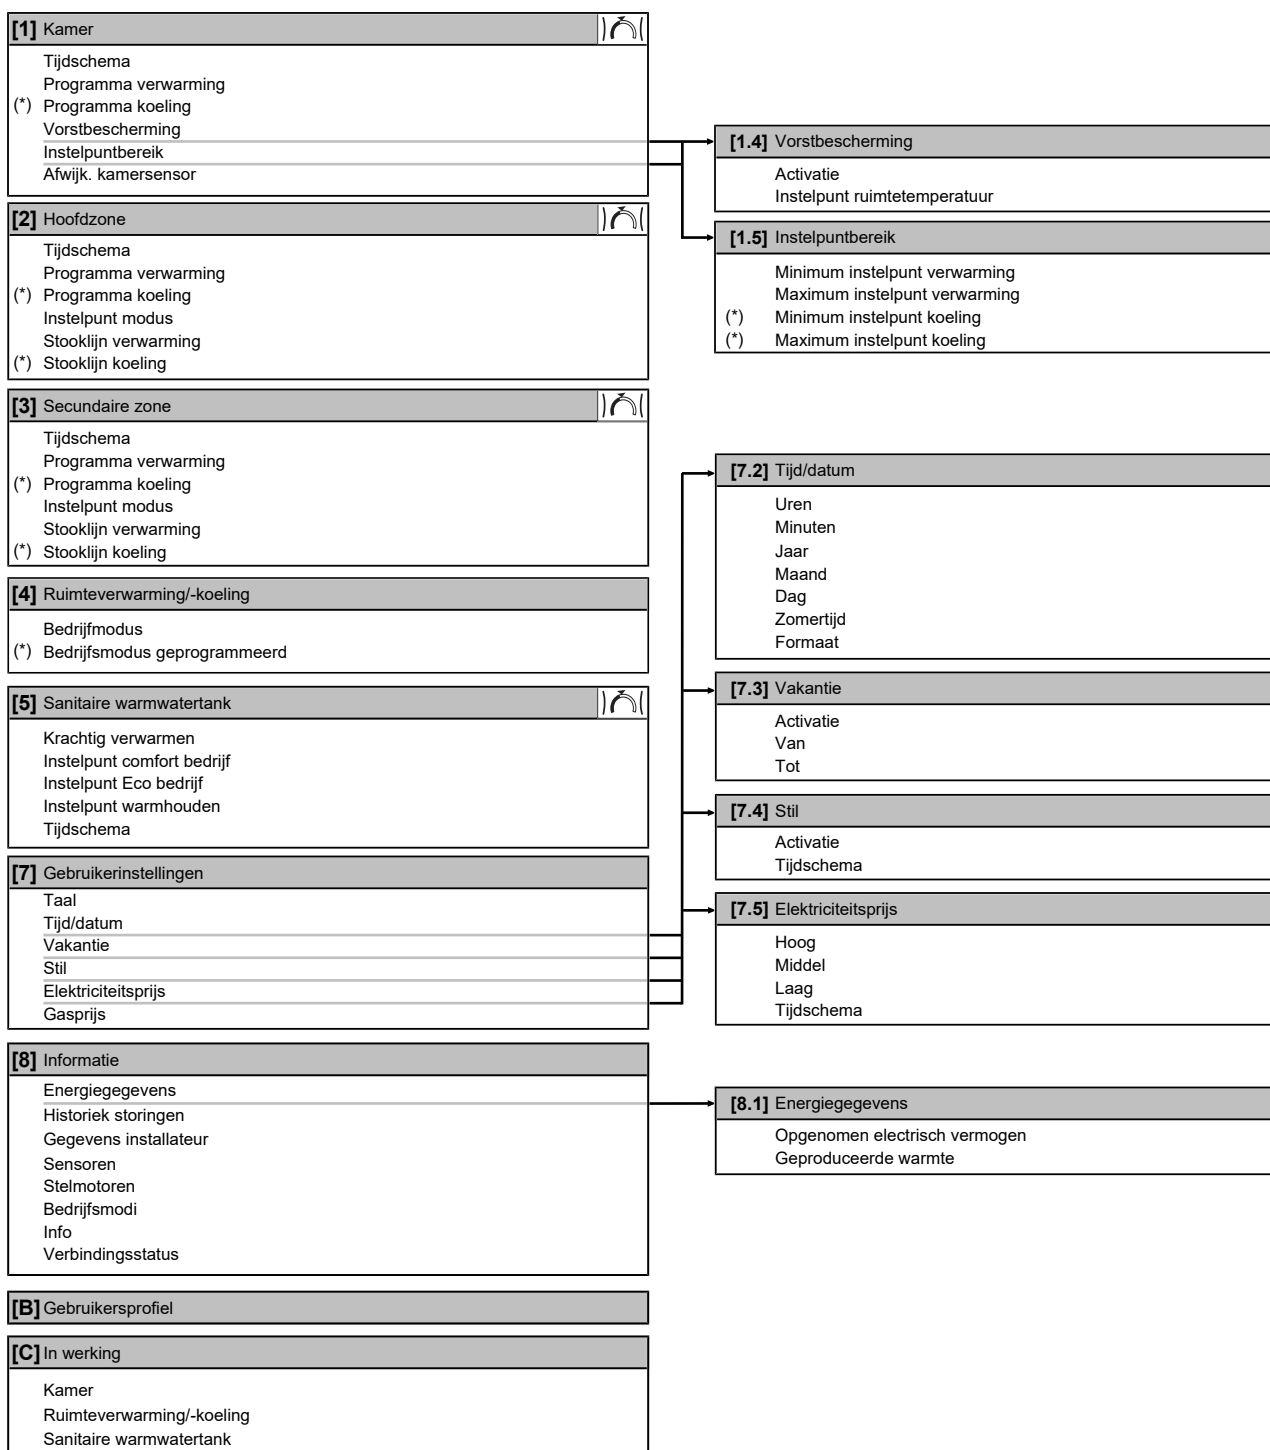 [1] Kamer
Tijdschema
Programma verwarming
(*) Programma koeling
Vorstbescherming
Instelpuntbereik
Afwijk. kamersensor
[2] Hoofdzone
Tijdschema
Programma verwarming
(*) Programma koeling
Instelpunt modus
Stooklijn verwarming
(*) Stooklijn koeling
[3] Secundaire zone
Tijdschema
Programma verwarming
(*) Programma koeling
Instelpunt modus
Stooklijn verwarming
(*) Stooklijn koeling
[4] Ruimteverwarming/-koeling
Bedrijfmodus
(*) Bedrijfsmodus geprogrammeerd
[5] Sanitaire warmwatertank
Krachtig verwarmen
Instelpunt comfort bedrijf
Instelpunt Eco bedrijf
Instelpunt warmhouden
Tijdschema
[7] Gebruikerinstellingen
Taal
Tijd/datum
Vakantie
Stil
Elektriciteitsprijs
Gasprijs
[8] Informatie
Energiegegevens
Historiek storingen
Gegevens installateur
Sensoren
Stelmotoren
Bedrijfsmodi
Info
Verbindingsstatus
[B] Gebruikersprofiel
[C] In werking
Kamer
Ruimteverwarming/-koeling
Sanitaire warmwatertank
[1.4] Vorstbescherming
Activatie
Instelpunt ruimtetemperatuur
[1.5] Instelpuntbereik
Minimum instelpunt verwarming
Maximum instelpunt verwarming
(*) Minimum instelpunt koeling
(*) Maximum instelpunt koeling
[7.2] Tijd/datum
Uren
Minuten
Jaar
Maand
Dag
Zomertijd
Formaat
[7.3] Vakantie
Activatie
Van
Tot
[7.4] Stil
Activatie
Tijdschema
[7.5] Elektriciteitsprijs
Hoog
Middel
Laag
Tijdschema
[8.1] Energiegegevens
Opgenomen electrisch vermogen
Geproduceerde warmte